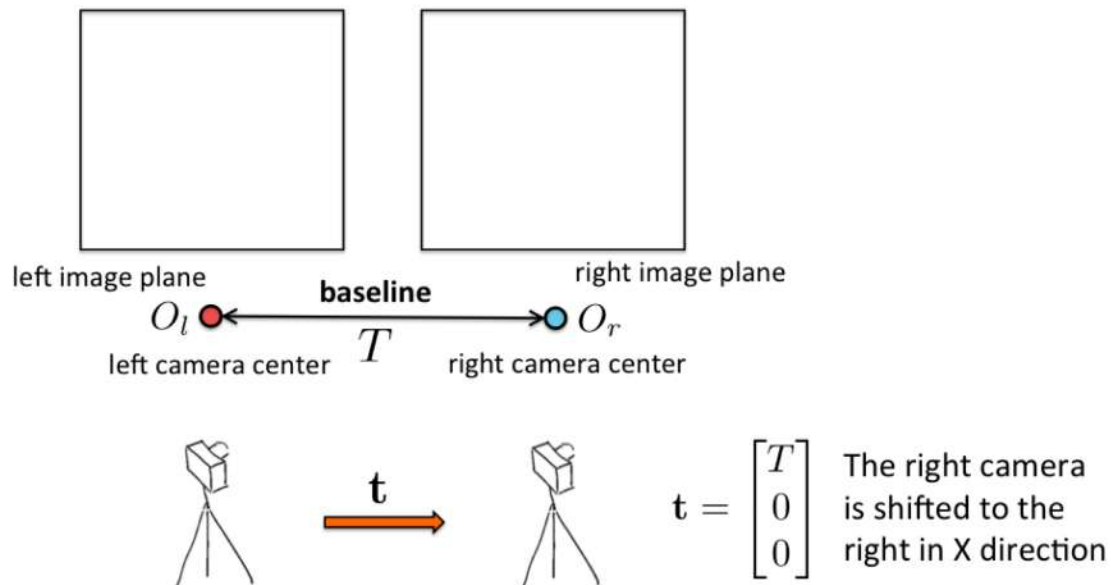 left image plane
right image plane
baseline
O_l
O_r
T
left camera center
right camera center
t
t = [T 0 0]
The right camera
is shifted to the
right in X direction